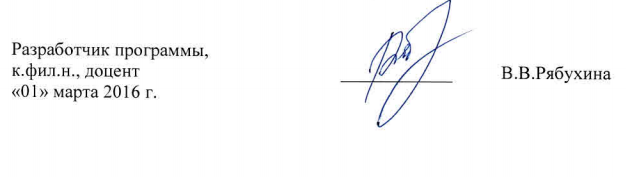 Разработчик программы,
к.фил.н., доцент
«01» марта 2016 г.
В.В.Рябухина